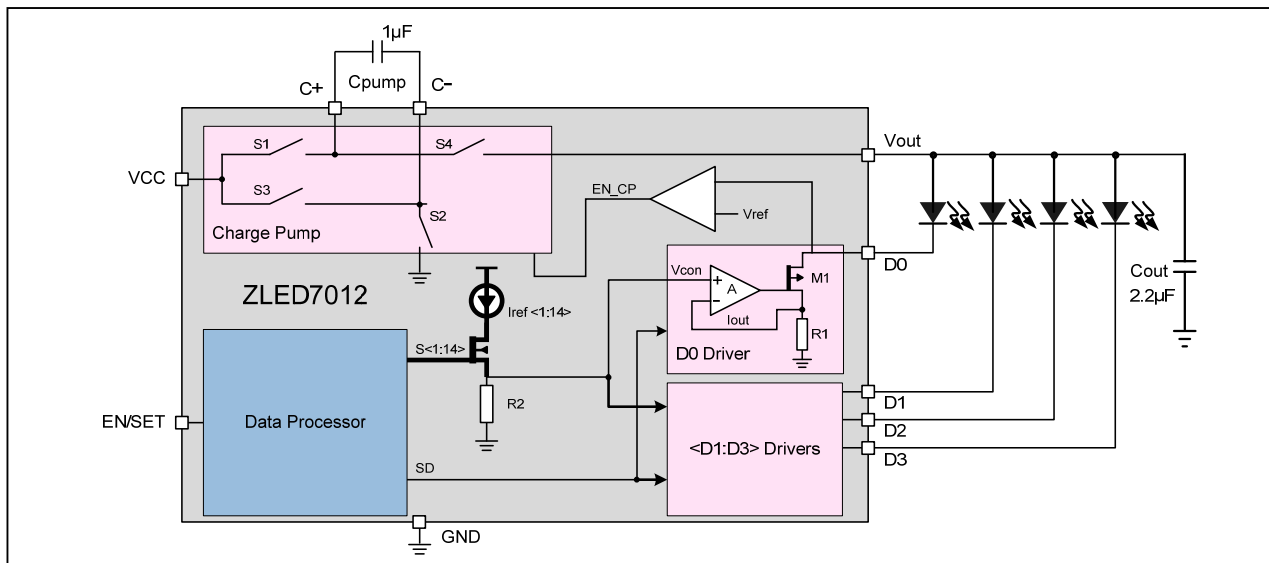 1µF
Cpump
C+
C-
S1
S4
Vout
VCC
S3
EN_CP
S2
Vref
Charge Pump
D0
Vcon
M1
A
Cout
2.2µF
ZLED7012
Iref <1:14>
Iout
R1
S<1:14>
D0 Driver
R2
D1
EN/SET
Data Processor
D2
<D1:D3> Drivers
D3
SD
GND